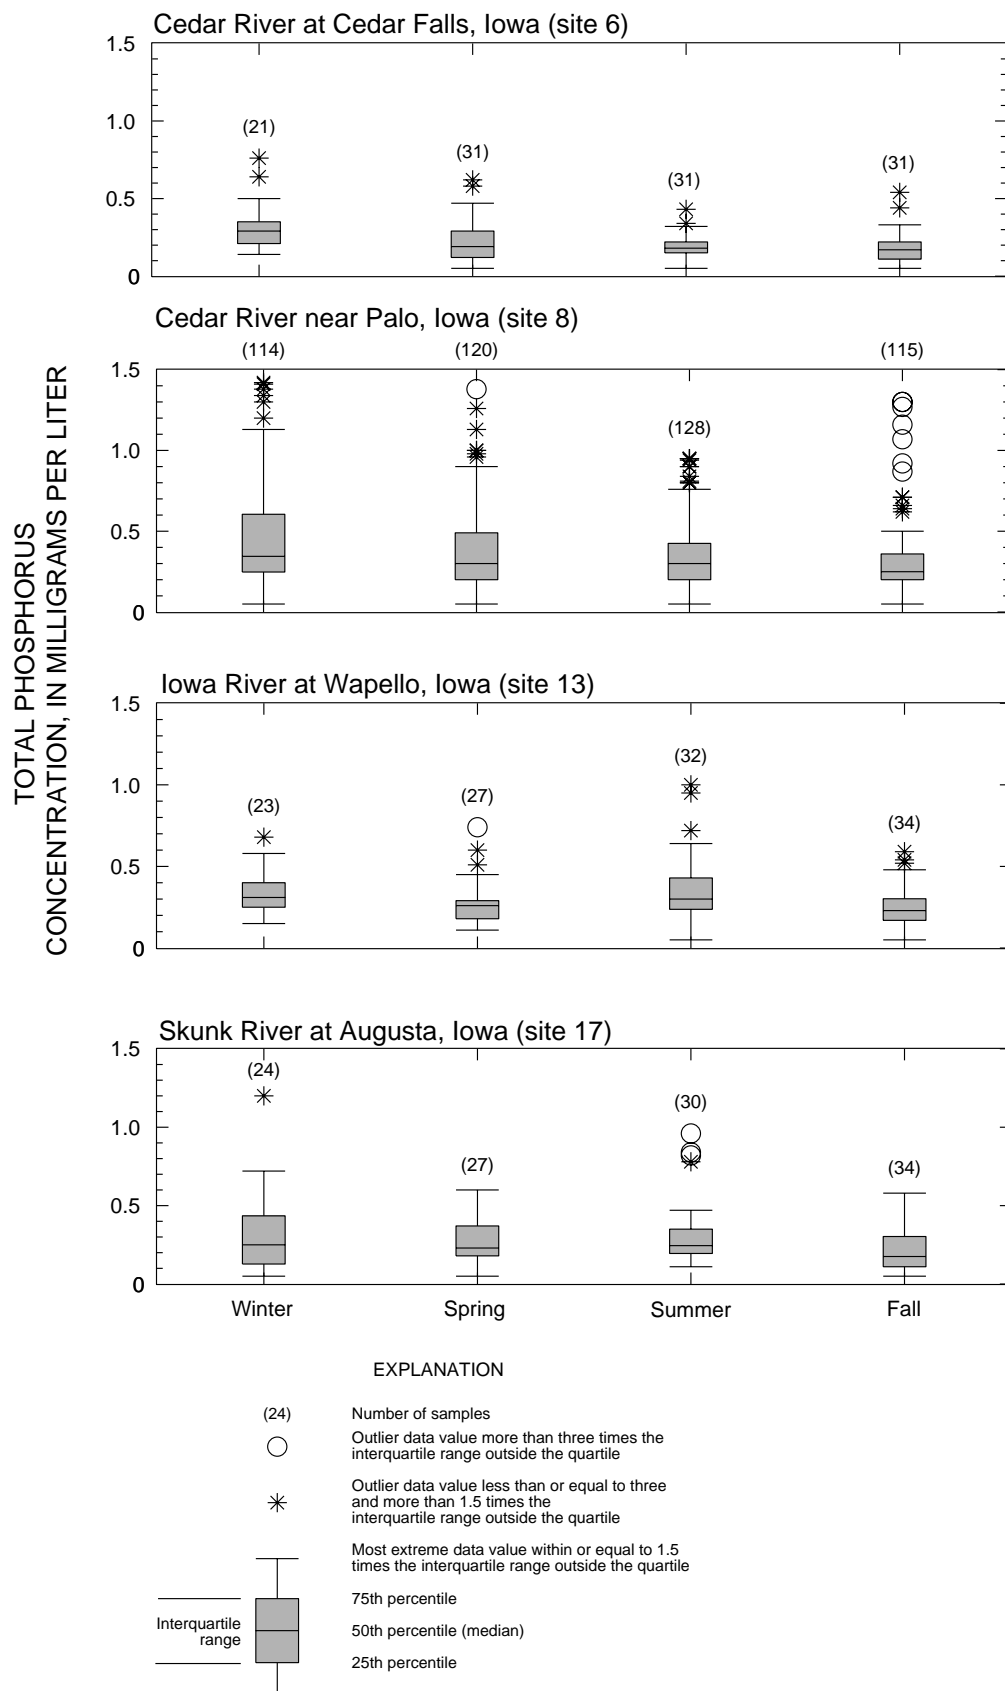 Cedar River at Cedar Falls, Iowa (site 6)
1.5
1.0
0.5
0
(21)
(31)
(31)
(31)
Cedar River near Palo, Iowa (site 8)
(114)
(120)
(115)
1.5
1.0
0.5
0
(128)
TOTAL PHOSPHORUS
CONCENTRATION, IN MILLIGRAMS PER LITER
Iowa River at Wapello, Iowa (site 13)
1.5
1.0
0.5
0
(23)
(27)
(32)
(34)
Skunk River at Augusta, Iowa (site 17)
1.5
1.0
0.5
0
(24)
(27)
(30)
(34)
Winter Spring Summer Fall
EXPLANATION
(24) Number of samples
Outlier data value more than three times the
interquartile range outside the quartile
Outlier data value less than or equal to three
and more than 1.5 times the
interquartile range outside the quartile
Most extreme data value within or equal to 1.5
times the interquartile range outside the quartile
75th percentile
Interquartile
range
50th percentile (median)
25th percentile